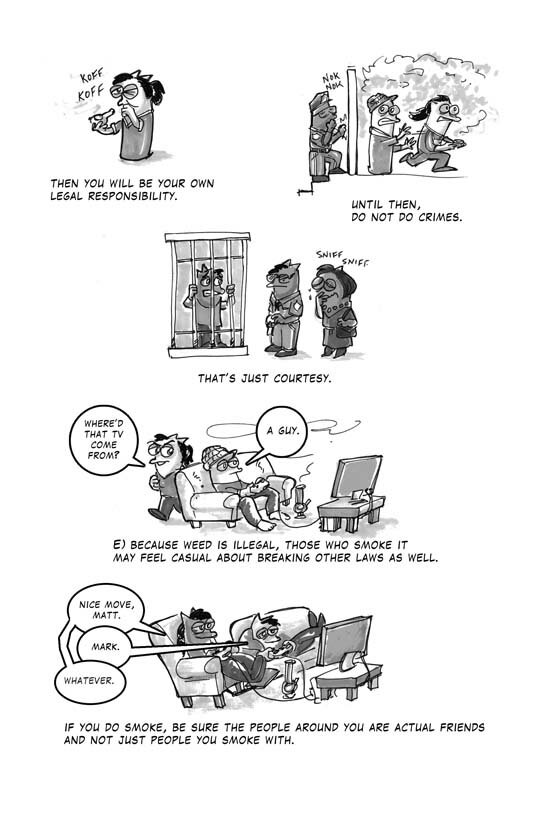 KOFF
KOFF
THEN YOU WILL BE YOUR OWN
LEGAL RESPONSIBILITY.
NOK
NOK
UNTIL THEN,
DO NOT DO CRIMES.
SNIFF
SNIFF
THAT'S JUST COURTESY.
WHERE'D
THAT TV
COME
FROM?
A GUY.
E) BECAUSE WEED IS ILLEGAL, THOSE WHO SMOKE IT
MAY FEEL CASUAL ABOUT BREAKING OTHER LAWS AS WELL.
NICE MOVE,
MATT.
MARK.
WHATEVER.
IF YOU DO SMOKE, BE SURE THE PEOPLE AROUND YOU ARE ACTUAL FRIENDS
AND NOT JUST PEOPLE YOU SMOKE WITH.